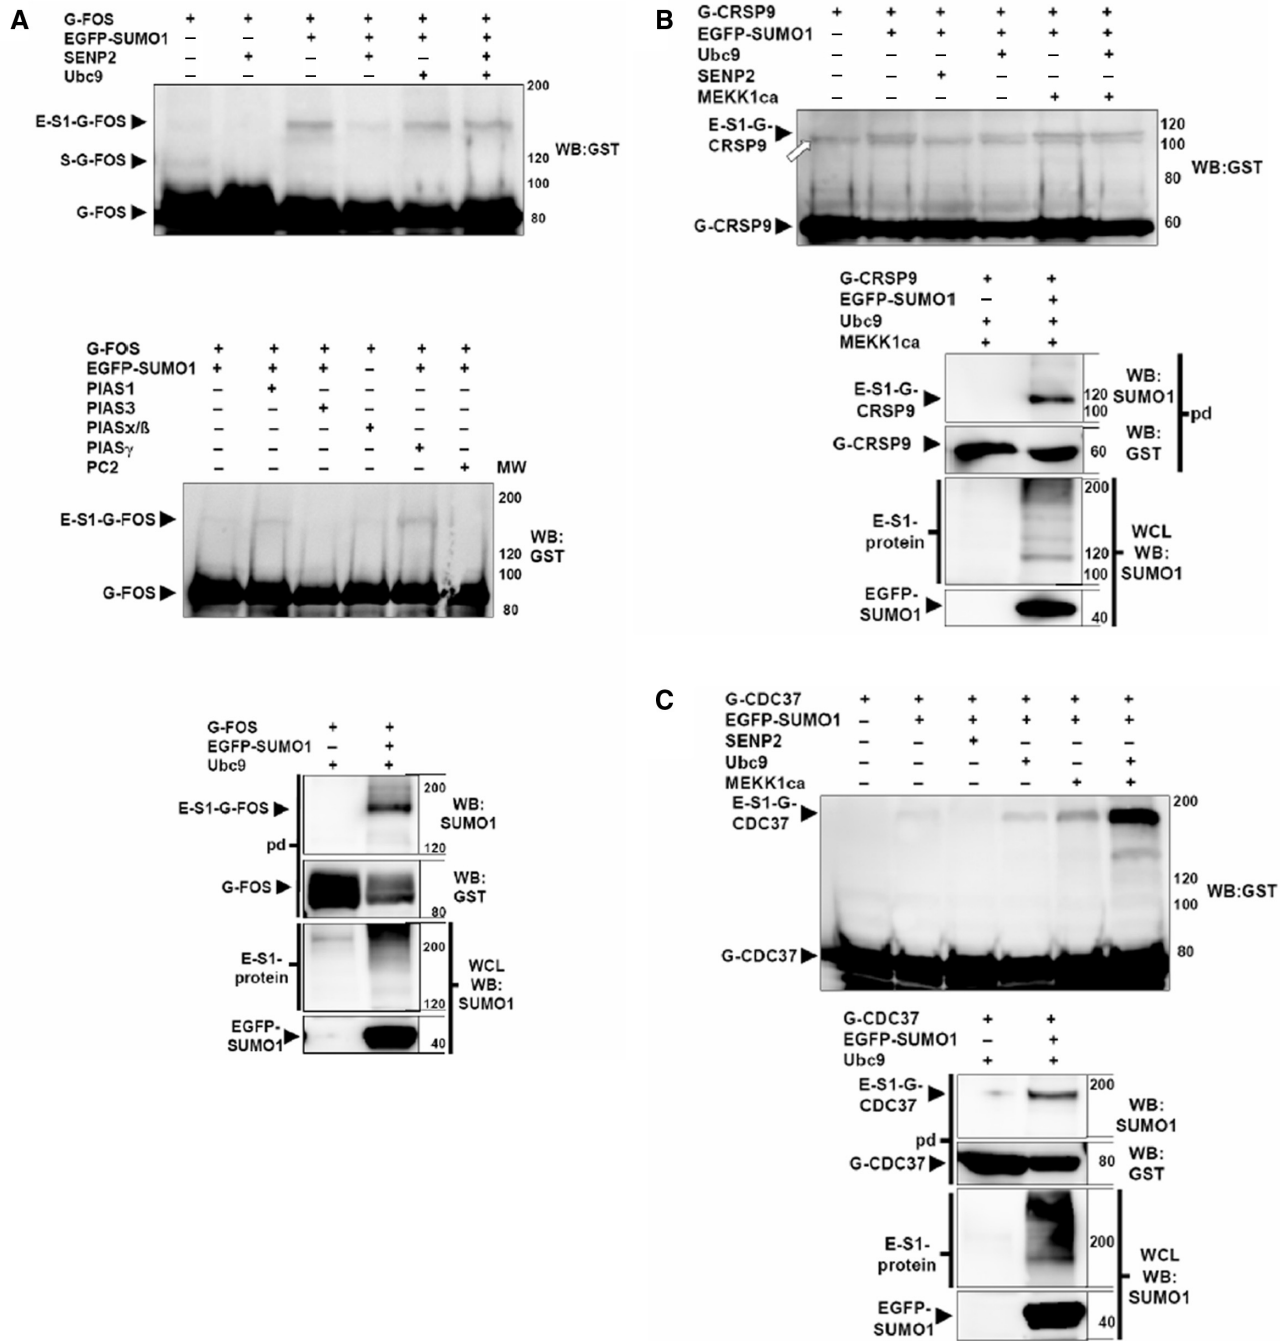 A
G-FOS + + + + + +
EGFP-SUMO1 – – + + + +
SENP2 – + – + – +
Ubc9 – – – – + +
200
E-S1-G-FOS
WB:GST
S-G-FOS
120
100
G-FOS
80
G-FOS + + + + + +
EGFP-SUMO1 + + + – + +
PIAS1 – + – – – –
PIAS3 – – + – – –
PIASx/ß – – – + – –
PIASγ – – – – + –
PC2 – – – – – + MW
200
E-S1-G-FOS
WB:
GST
120
100
G-FOS
80
G-FOS + +
EGFP-SUMO1 – +
Ubc9 + +
200
E-S1-G-FOS
WB:
SUMO1
pd
120
G-FOS
WB:
GST
80
200
E-S1-
protein
WCL
WB:
SUMO1
120
EGFP-
SUMO1
40
B
G-CRSP9 + + + + + +
EGFP-SUMO1 – + + + + +
Ubc9 – – – + – +
SENP2 – – + – – –
MEKK1ca – – – – + +
E-S1-G-
CRSP9
120
100
WB:GST
80
G-CRSP9
60
G-CRSP9 + +
EGFP-SUMO1 – +
Ubc9 + +
MEKK1ca + +
E-S1-G-
CRSP9
120
100
WB:
SUMO1
pd
G-CRSP9
60
WB:
GST
200
E-S1-
protein
WCL
WB:
SUMO1
120
100
EGFP-
SUMO1
40
C
G-CDC37 + + + + + +
EGFP-SUMO1 – + + + + +
SENP2 – – + – – –
Ubc9 – – – + – +
MEKK1ca – – – – + +
E-S1-G-
CDC37
200
120
WB:GST
100
G-CDC37
80
G-CDC37 + +
EGFP-SUMO1 – +
Ubc9 + +
E-S1-G-
CDC37
200
WB:
SUMO1
pd
G-CDC37
80
WB:
GST
E-S1-
protein
200
WCL
WB:
SUMO1
EGFP-
SUMO1
40